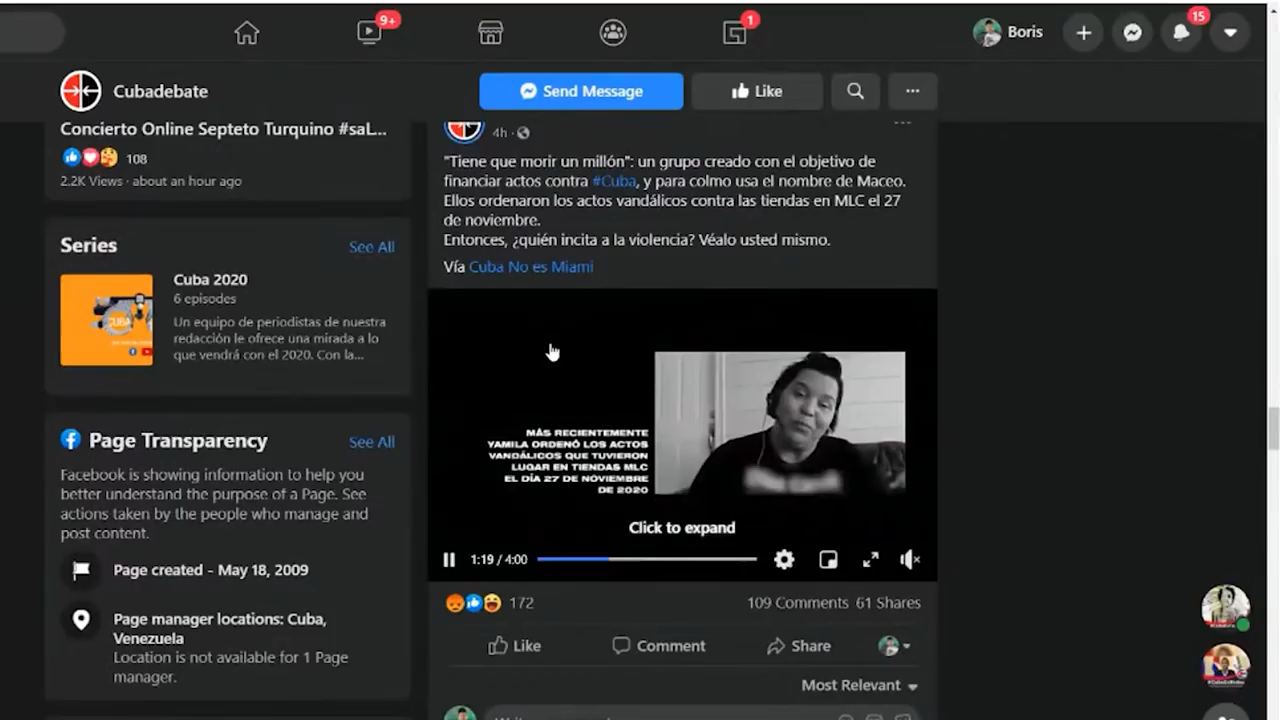 9+
1
Boris
15
Cubadebate
Send Message
Like
Concierto Online Septeto Turquino #saL...
108
2.2K Views · about an hour ago
Series
See All
Cuba 2020
6 episodes
Un equipo de periodistas de nuestra
redacción le ofrece una mirada a lo
que vendrá con el 2020. Con la...
CUBA
Page Transparency
See All
Facebook is showing information to help you
better understand the purpose of a Page. See
actions taken by the people who manage and
post content.
Page created - May 18, 2009
Page manager locations: Cuba,
Venezuela
Location is not available for 1 Page
manager.
4h ·
"Tiene que morir un millón": un grupo creado con el objetivo de
financiar actos contra #Cuba, y para colmo usa el nombre de Maceo.
Ellos ordenaron los actos vandálicos contra las tiendas en MLC el 27
de noviembre.
Entonces, ¿quién incita a la violencia? Véalo usted mismo.
Vía Cuba No es Miami
MÁS RECIENTEMENTE
YAMILA ORDENÓ LOS ACTOS
VANDÁLICOS QUE TUVIERON
LUGAR EN TIENDAS MLC
EL DÍA 27 DE NOVIEMBRE
DE 2020
Click to expand
1:19 / 4:00
172
109 Comments 61 Shares
Like
Comment
Share
Most Relevant